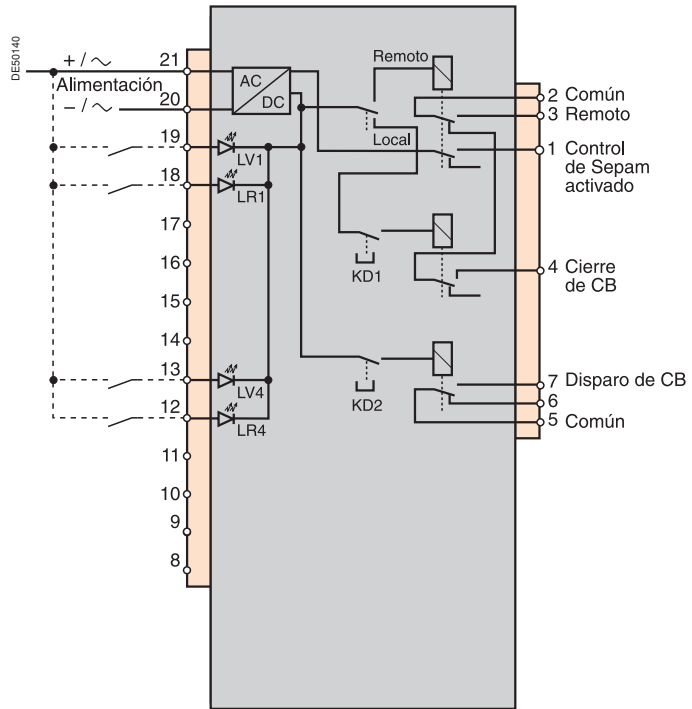 DE50140
+ / ∼
21
Alimentación
− / ∼
20
19
18
17
16
15
14
13
12
11
10
9
8
AC
DC
LV1
LR1
LV4
LR4
Remoto
Local
KD1
KD2
2 Común
3 Remoto
1 Control
de Sepam
activado
4 Cierre
de CB
7 Disparo de CB
6
5 Común